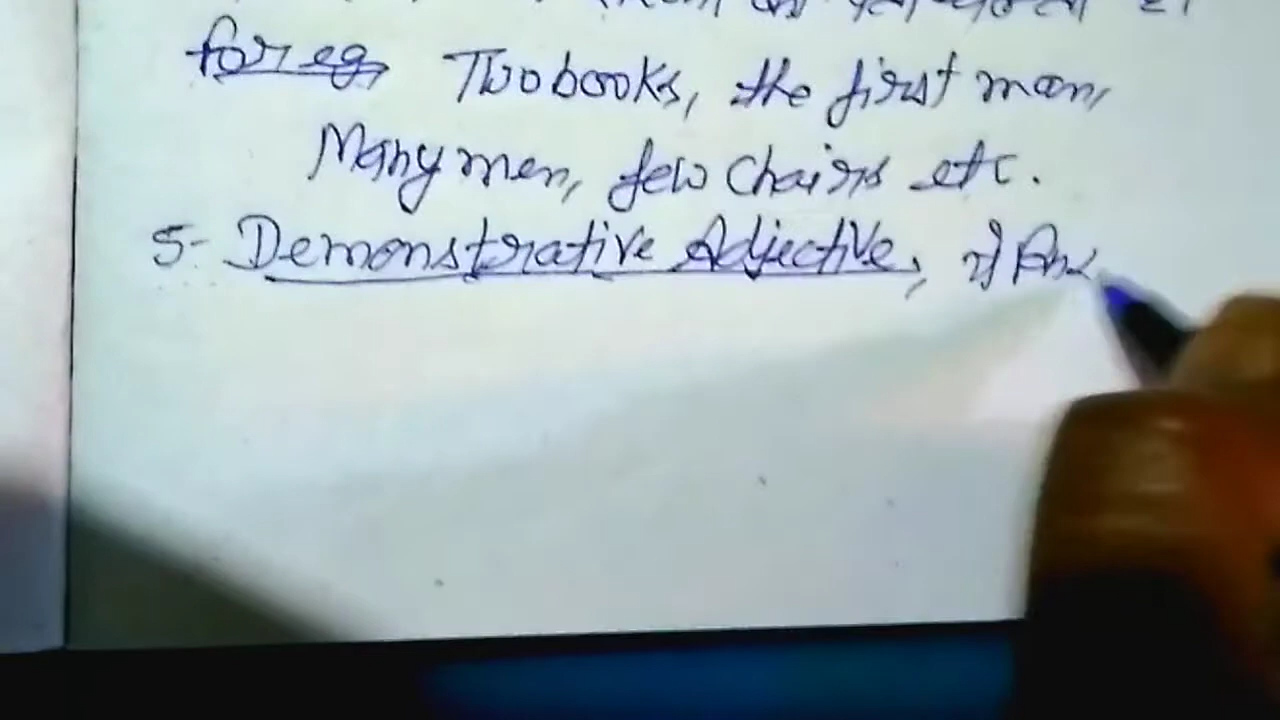 for eg, Two books, the first man,
Many men, few Chairs etc.
5- Demonstrative Adjective, ये